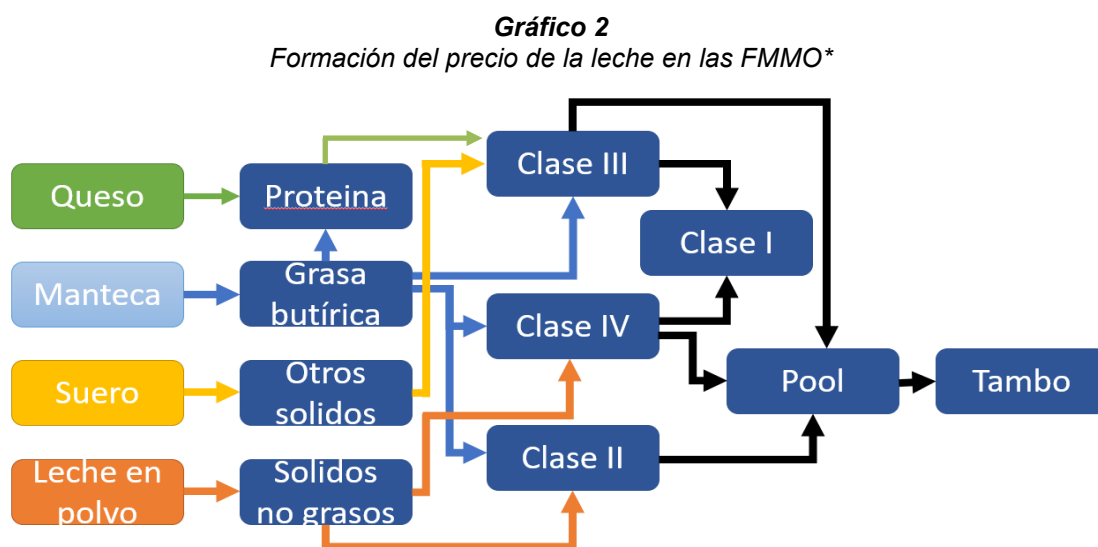 Gráfico 2
Formación del precio de la leche en las FMMO*
Queso
Proteina
Clase III
Clase I
Manteca
Grasa
butírica
Clase IV
Pool
Tambo
Suero
Otros
solidos
Clase II
Leche en
polvo
Solidos
no grasos